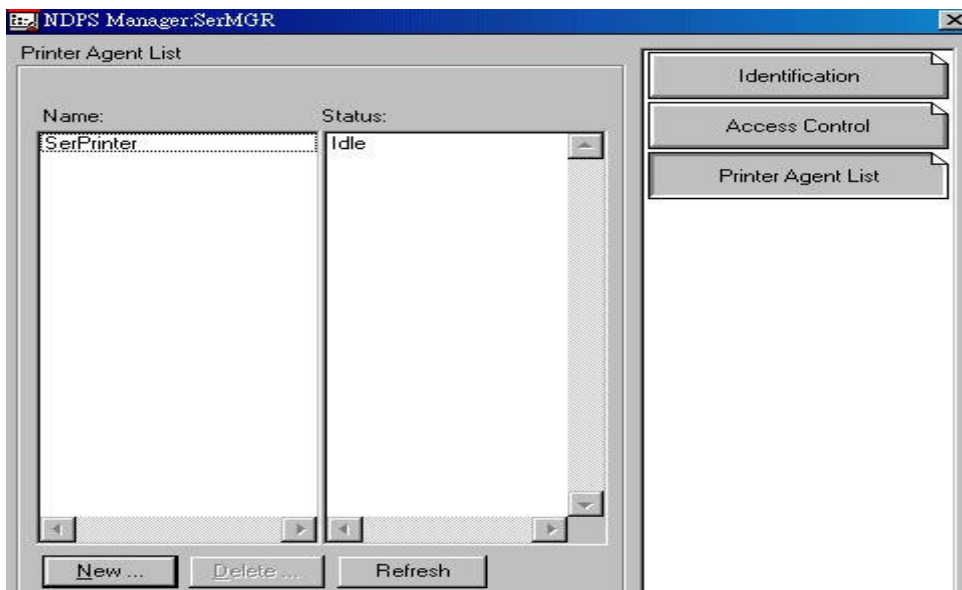 NDPS Manager:SerMGR
Printer Agent List
Name:
Status:
SerPrinter
Idle
New ...
Delete ...
Refresh
Identification
Access Control
Printer Agent List